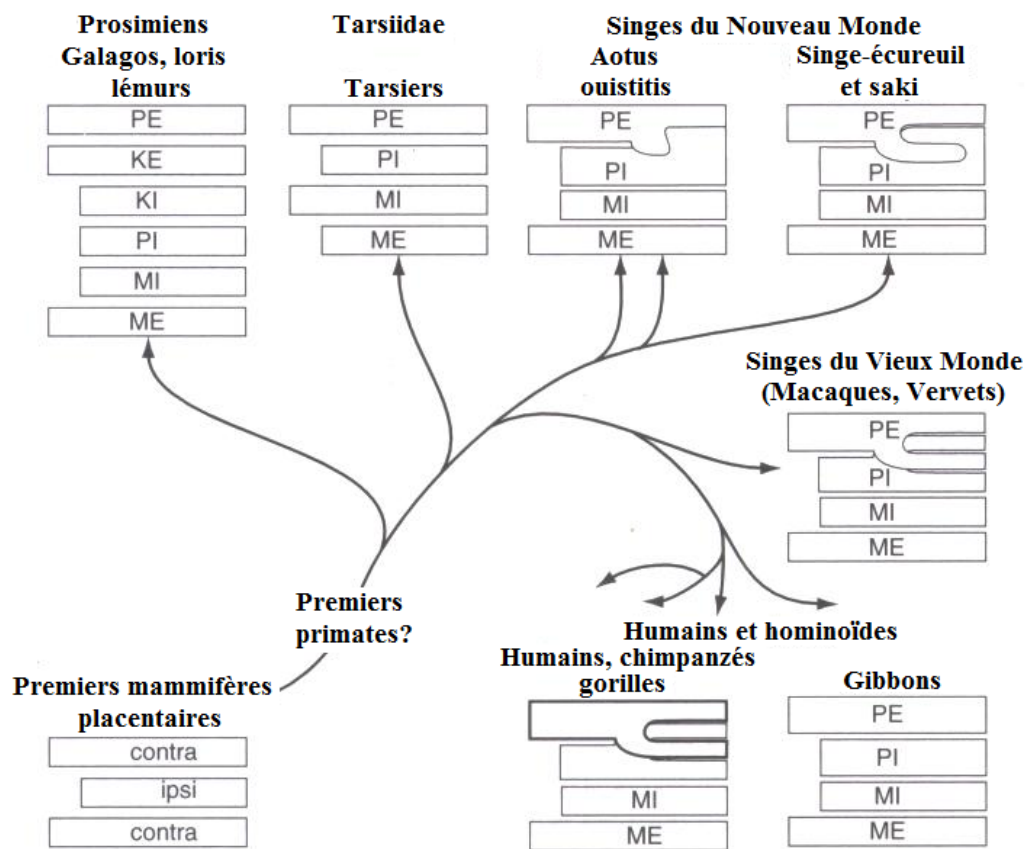 Prosimiens
Galagos, loris
lémurs
PE
KE
KI
PI
MI
ME
Tarsiidae
Tarsiers
PE
PI
MI
ME
Singes du Nouveau Monde
Aotus
ouistitis
PE
PI
MI
ME
Singe-écureuil
et saki
PE
PI
MI
ME
Singes du Vieux Monde
(Macaques, Vervets)
PE
PI
MI
ME
Premiers
primates?
Premiers mammifères
placentaires
contra
ipsi
contra
Humains et hominoïdes
Humains, chimpanzés
gorilles
MI
ME
Gibbons
PE
PI
MI
ME